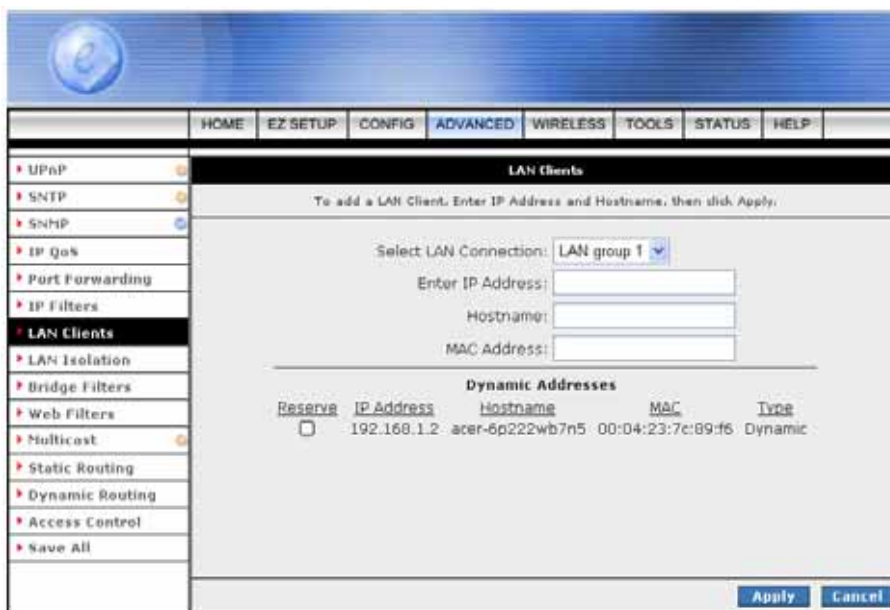 e
HOME EZ SETUP CONFIG ADVANCED WIRELESS TOOLS STATUS HELP
UPnP
SNTP
SNMP
IP QoS
Port Forwarding
IP Filters
LAN Clients
LAN Isolation
Bridge Filters
Web Filters
Multicast
Static Routing
Dynamic Routing
Access Control
Save All
LAN Clients
To add a LAN Client, Enter IP Address and Hostname, then click Apply.
Select LAN Connection: LAN group 1
Enter IP Address:
Hostname:
MAC Address:
Dynamic Addresses
Reserve IP Address Hostname MAC Type
192.168.1.2 acer-6p222wb7n5 00:04:23:7c:89:f6 Dynamic
Apply Cancel